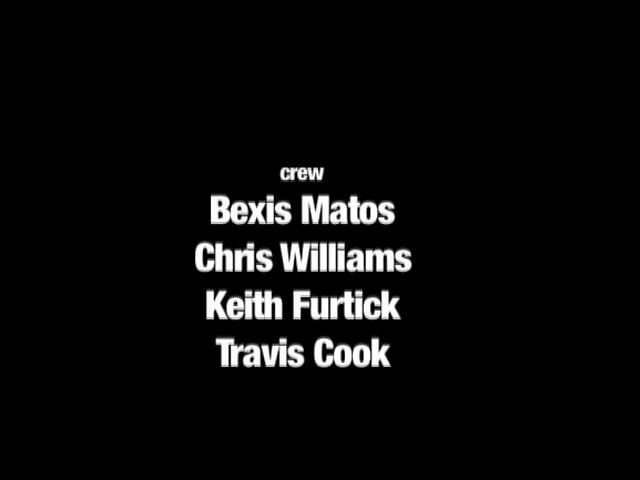 crew
Bexis Matos
Chris Williams
Keith Furtick
Travis Cook